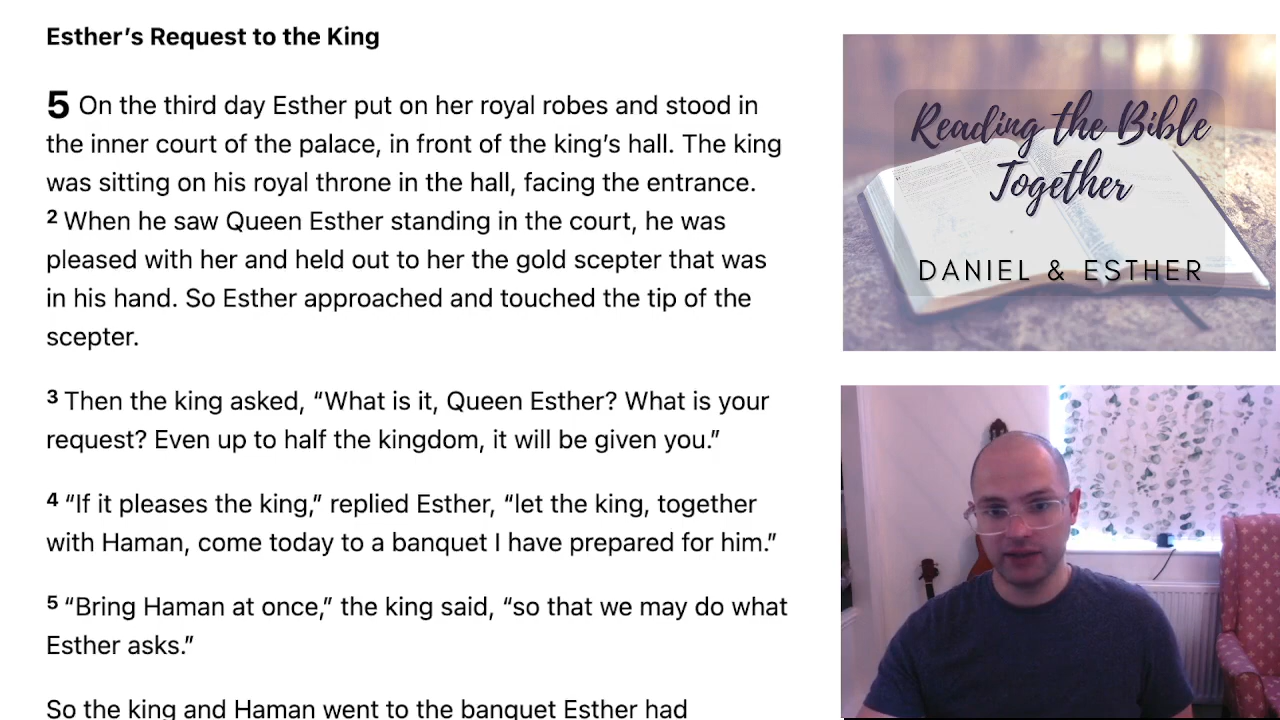 Esther’s Request to the King
5 On the third day Esther put on her royal robes and stood in
the inner court of the palace, in front of the king’s hall. The king
was sitting on his royal throne in the hall, facing the entrance.
2 When he saw Queen Esther standing in the court, he was
pleased with her and held out to her the gold scepter that was
in his hand. So Esther approached and touched the tip of the
scepter.
3 Then the king asked, “What is it, Queen Esther? What is your
request? Even up to half the kingdom, it will be given you.”
4 “If it pleases the king,” replied Esther, “let the king, together
with Haman, come today to a banquet I have prepared for him.”
5 “Bring Haman at once,” the king said, “so that we may do what
Esther asks.”
So the king and Haman went to the banquet Esther had
Reading the Bible
Together
DANIEL & ESTHER